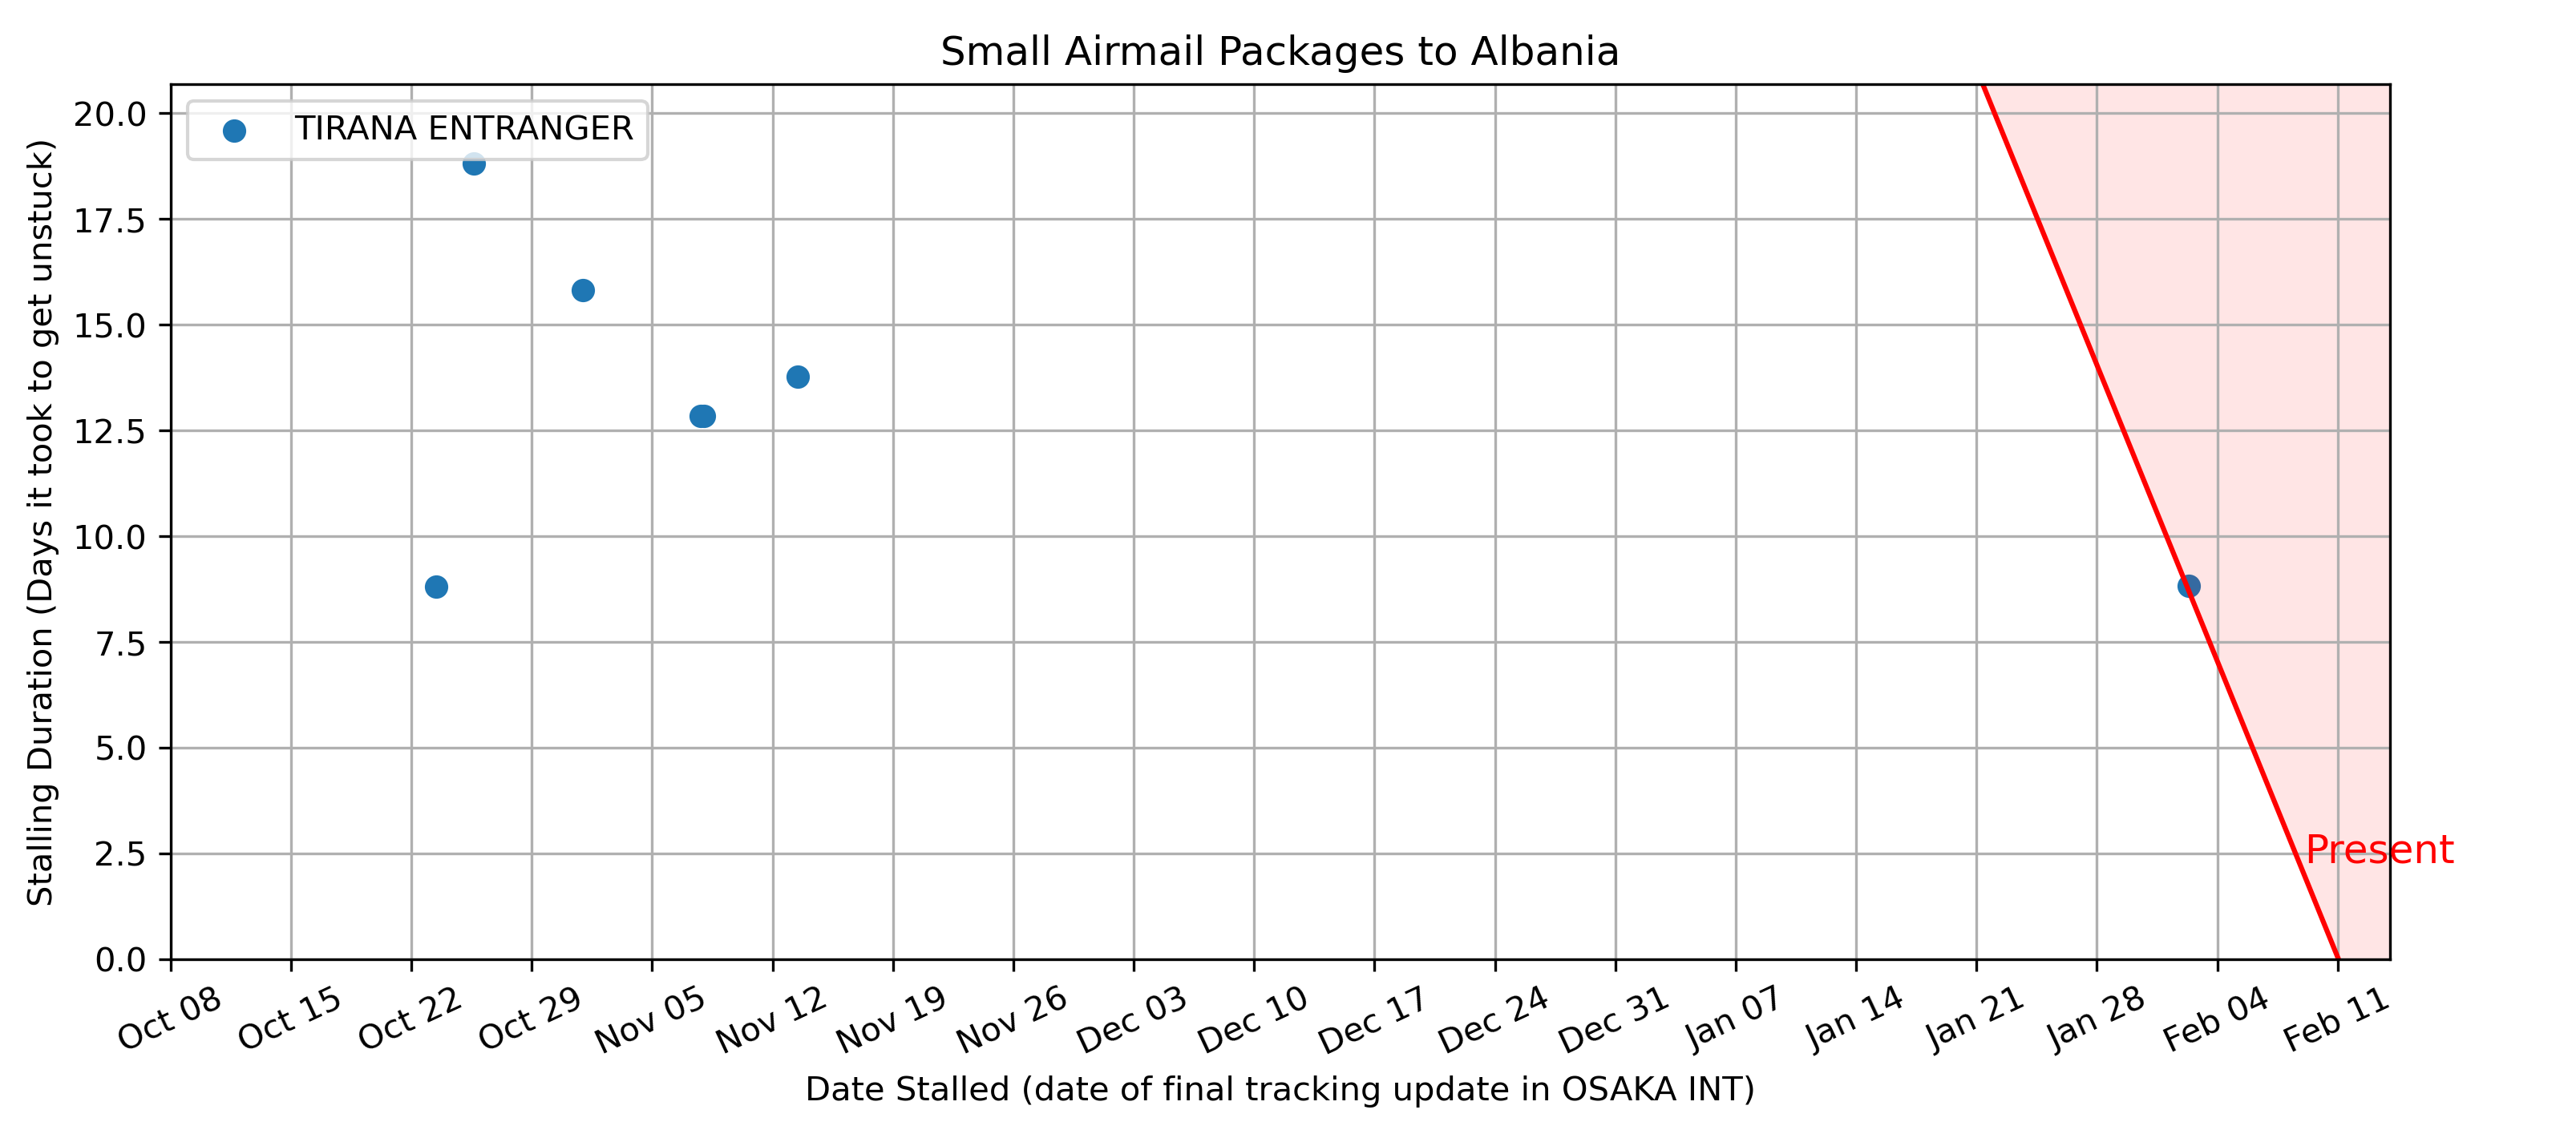 Small Airmail Packages to Albania
TIRANA ENTRANGER
Stalling Duration (Days it took to get unstuck)
20.0
17.5
15.0
12.5
10.0
7.5
5.0
2.5
0.0
Present
Oct 08
Oct 15
Oct 22
Oct 29
Nov 05
Nov 12
Nov 19
Nov 26
Dec 03
Dec 10
Dec 17
Dec 24
Dec 31
Jan 07
Jan 14
Jan 21
Jan 28
Feb 04
Feb 11
Date Stalled (date of final tracking update in OSAKA INT)